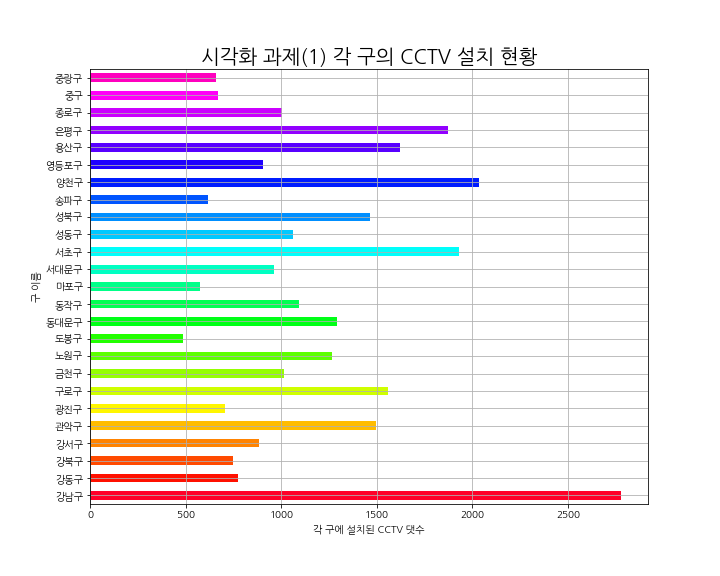 시각화 과제(1) 각 구의 CCTV 설치 현황
중랑구
중구
종로구
은평구
용산구
영등포구
양천구
송파구
성북구
성동구
서초구
서대문구
마포구
동작구
동대문구
도봉구
노원구
금천구
구로구
광진구
관악구
강서구
강북구
강동구
강남구
구 이름
0 500 1000 1500 2000 2500
각 구에 설치된 CCTV 댓수